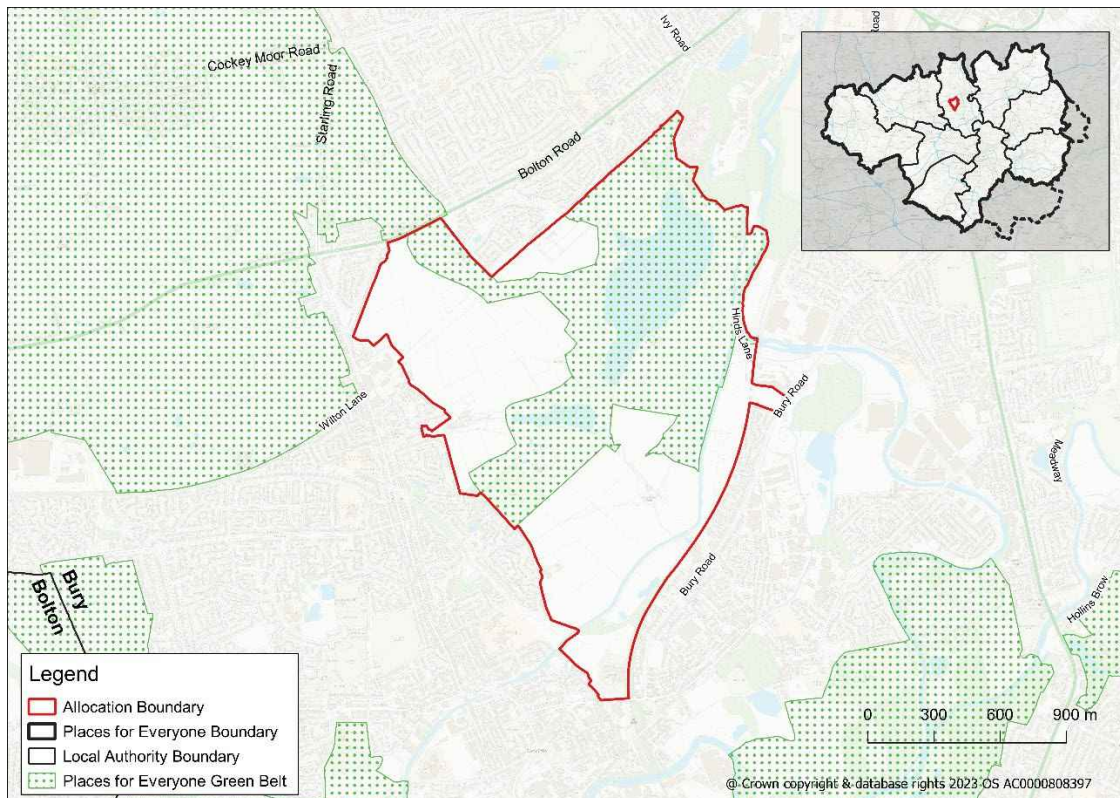 Cockey Moor Road
Starling Road
Ivy Road
Road
Bolton Road
Hinds Lane
Bury Road
Wilton Lane
Meadway
Bury Road
Hollins Brow
Bury
Bolton
Legend
Allocation Boundary
Places for Everyone Boundary
Local Authority Boundary
Places for Everyone Green Belt
0 300 600 900 m
@ Crown copyright & database rights 2023 OS AC0000808397